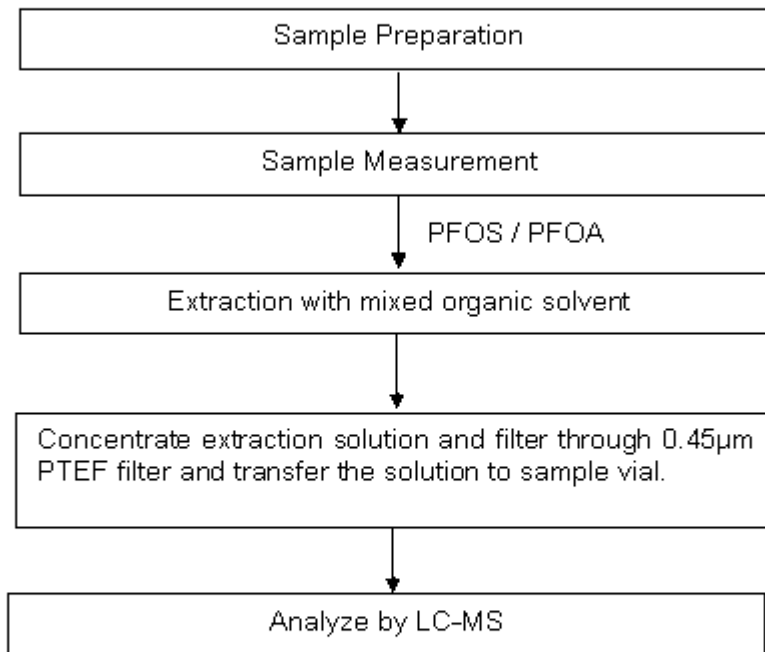 Sample Preparation
Sample Measurement
PFOS / PFOA
Extraction with mixed organic solvent
Concentrate extraction solution and filter through 0.45µm
PTEF filter and transfer the solution to sample vial.
Analyze by LC-MS